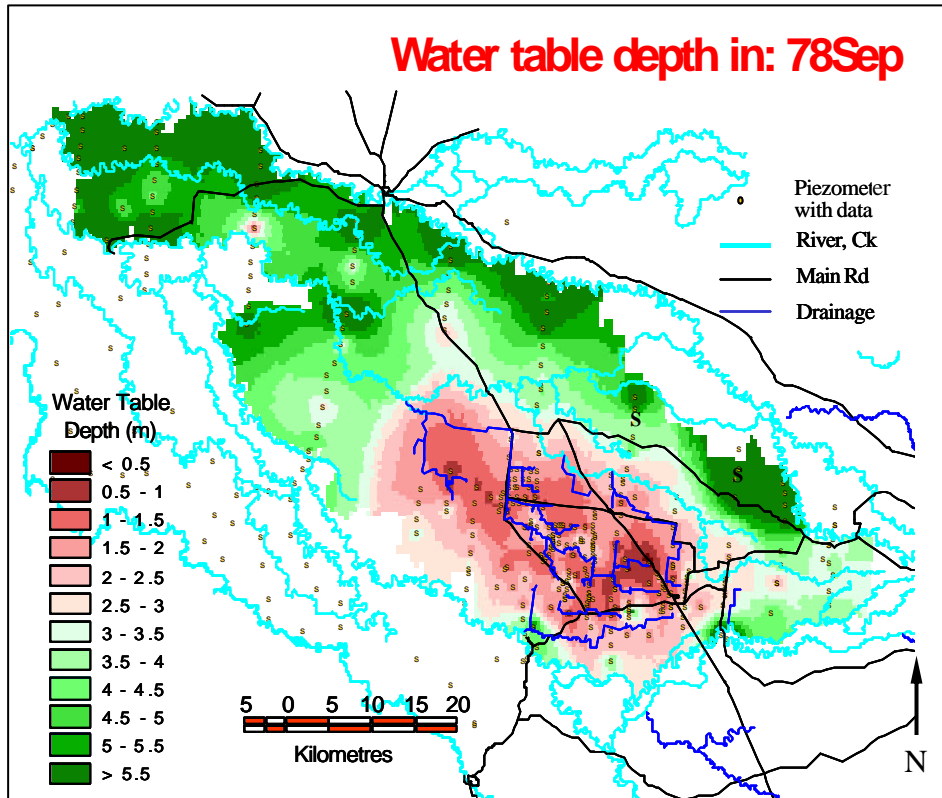 Water table depth in: 78Sep
Piezometer
with data
River, Ck
Main Rd
Drainage
S
S
Water Table
Depth (m)
< 0.5
0.5 - 1
1 - 1.5
1.5 - 2
2 - 2.5
2.5 - 3
3 - 3.5
3.5 - 4
4 - 4.5
4.5 - 5
5 - 5.5
> 5.5
5 0 5 10 15 20
Kilometres
N